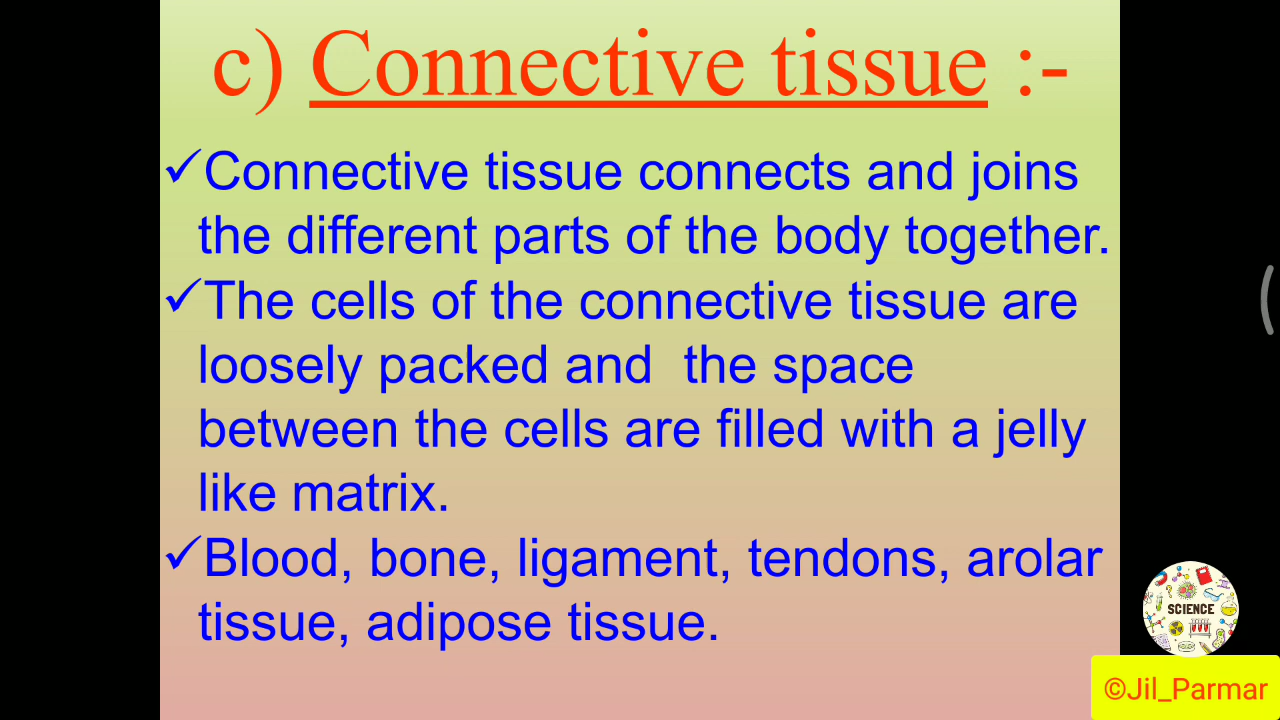 c) Connective tissue :-
✓Connective tissue connects and joins
the different parts of the body together.
✓The cells of the connective tissue are
loosely packed and  the space
between the cells are filled with a jelly
like matrix.
✓Blood, bone, ligament, tendons, arolar
tissue, adipose tissue.
SCIENCE
©Jil_Parmar